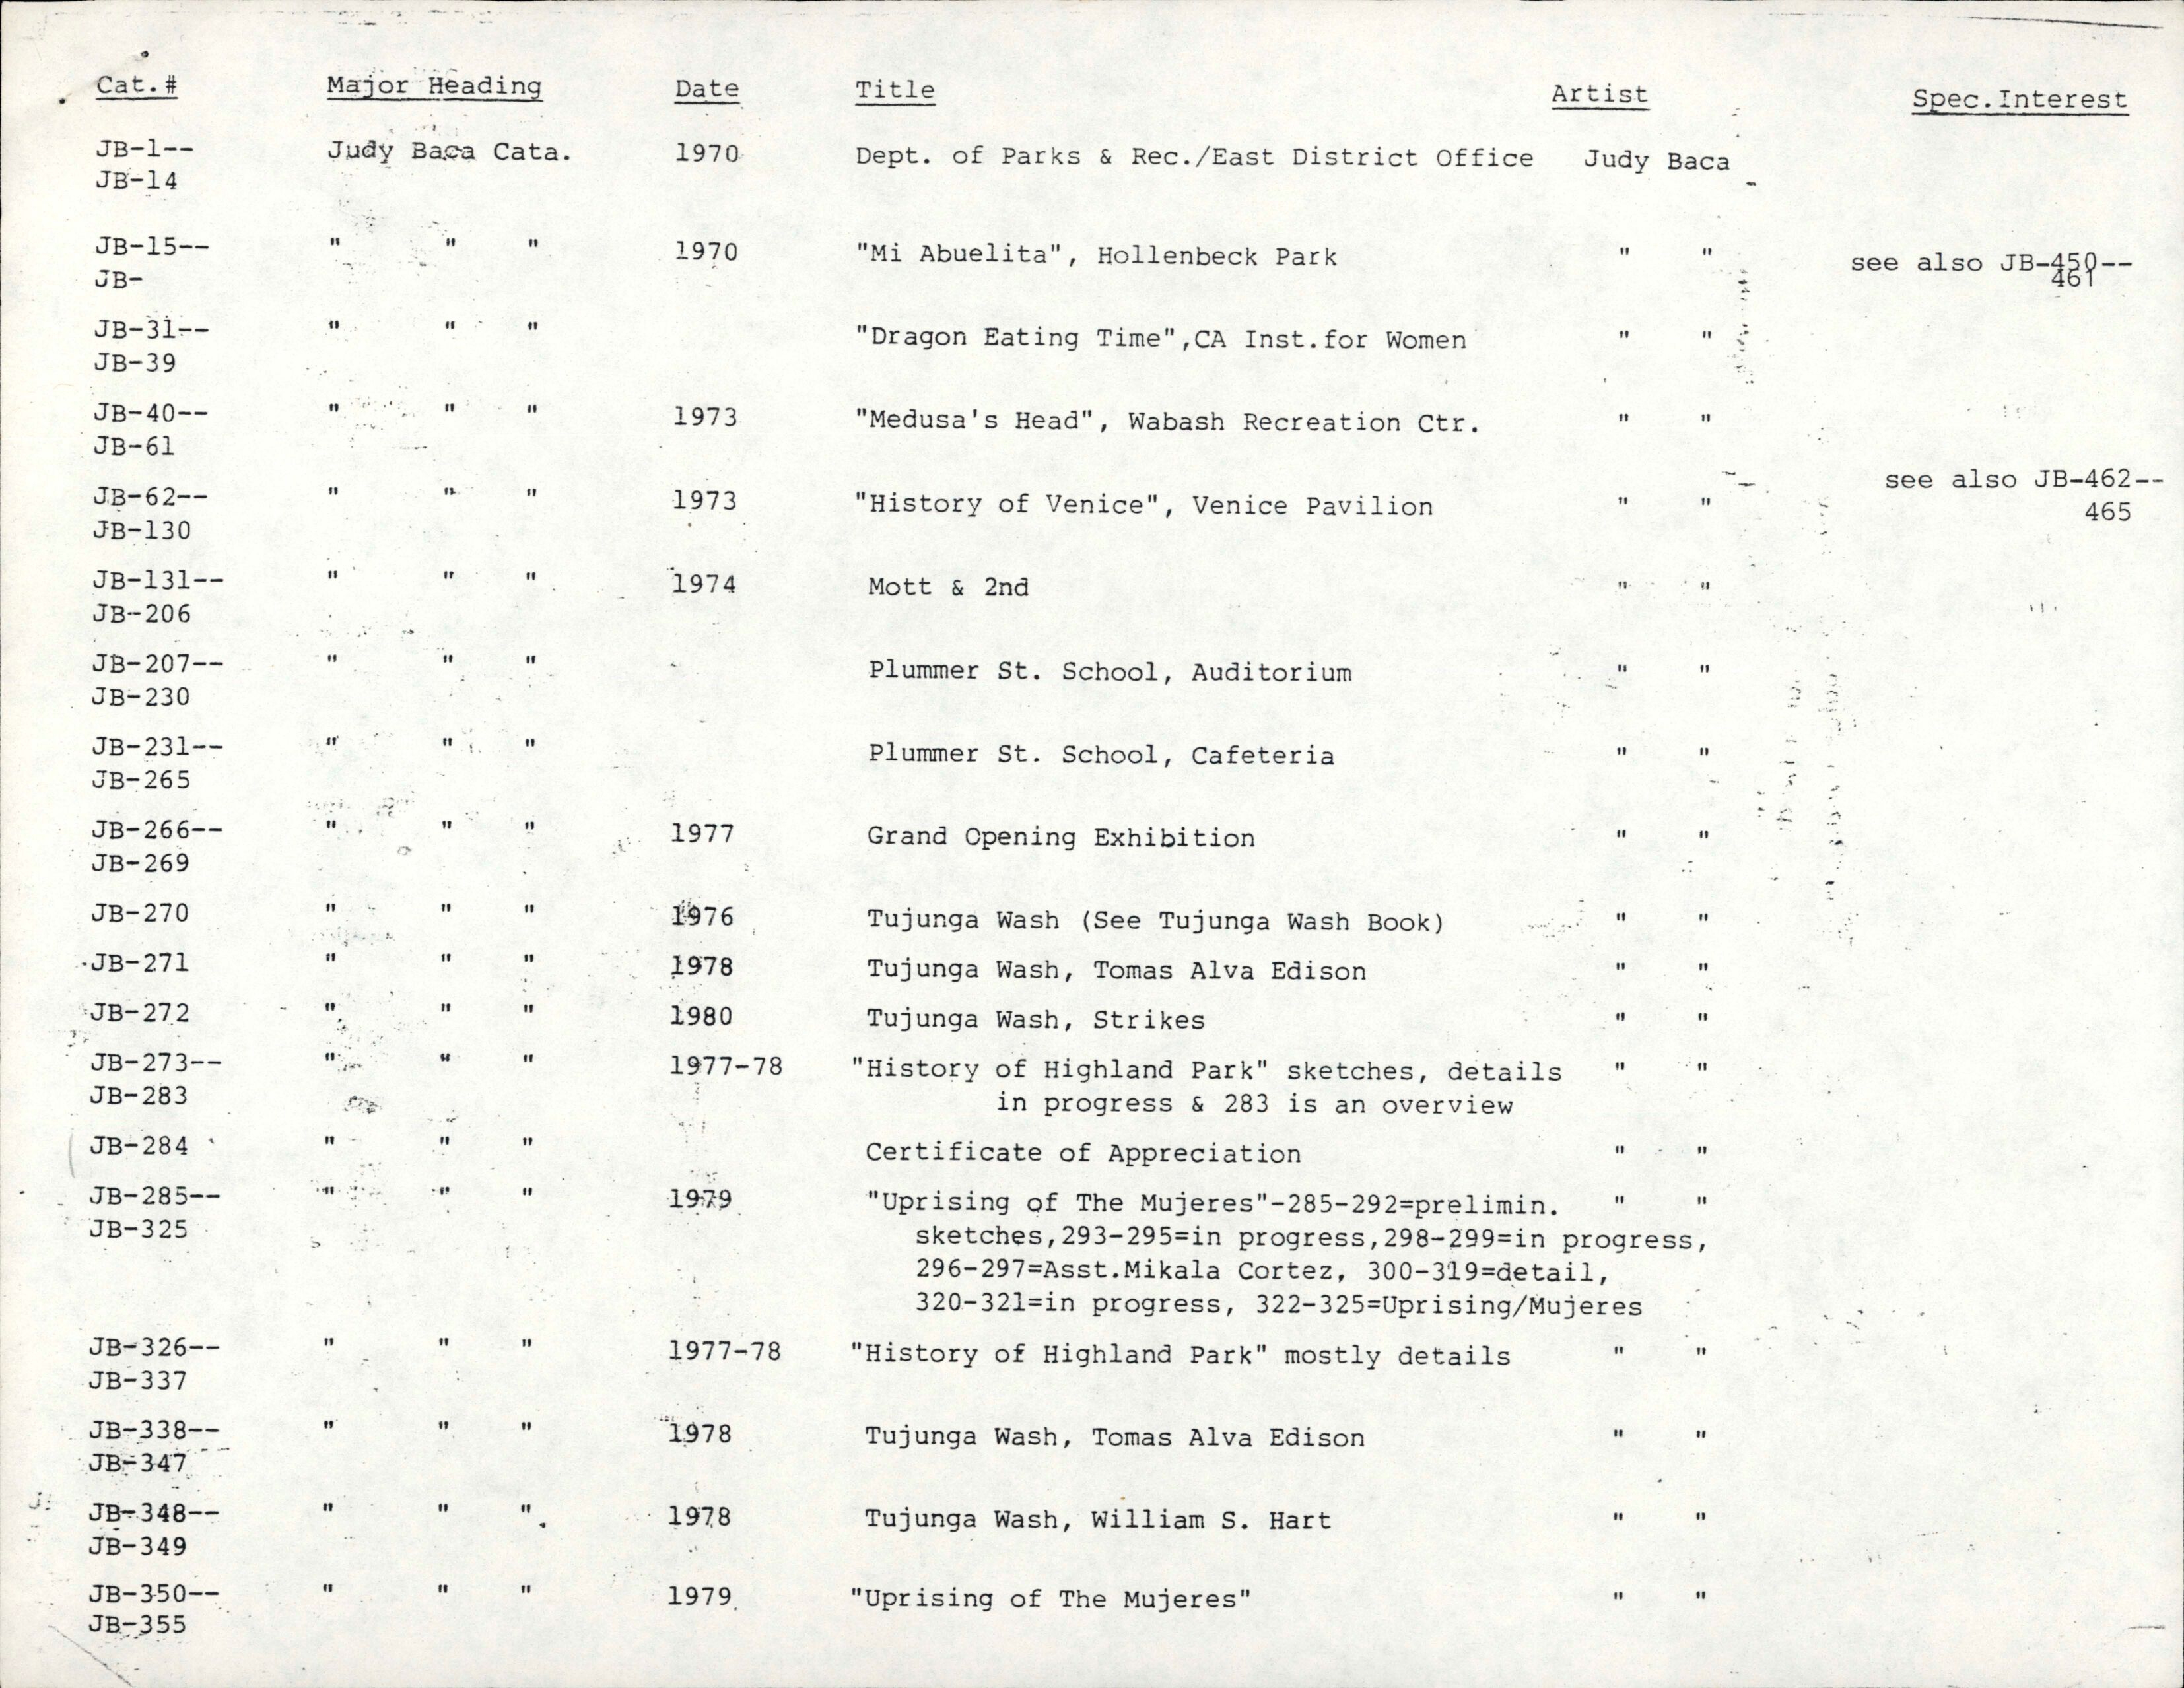 Cat.# Major Heading Date Title Artist Spec.Interest
JB-1-- Judy Baca Cata. 1970 Dept. of Parks & Rec./East District Office Judy Baca
JB-14
JB-15-- " " " 1970 "Mi Abuelita", Hollenbeck Park " " see also JB-450--
JB- 461
JB-31-- " " " "Dragon Eating Time",CA Inst.for Women " "
JB-39
JB-40-- " " " 1973 "Medusa's Head", Wabash Recreation Ctr. " "
JB-61
JB-62-- " " " 1973 "History of Venice", Venice Pavilion " " see also JB-462--
JB-130 465
JB-131-- " " " 1974 Mott & 2nd " "
JB-206
JB-207-- " " " Plummer St. School, Auditorium " "
JB-230
JB-231-- " " " Plummer St. School, Cafeteria " "
JB-265
JB-266-- " " " 1977 Grand Opening Exhibition " "
JB-269
JB-270 " " " 1976 Tujunga Wash (See Tujunga Wash Book) " "
JB-271 " " " 1978 Tujunga Wash, Tomas Alva Edison " "
JB-272 " " " 1980 Tujunga Wash, Strikes " "
JB-273-- " " " 1977-78 "History of Highland Park" sketches, details " "
JB-283 in progress & 283 is an overview
JB-284 " " " Certificate of Appreciation " "
JB-285-- " " " 1979 "Uprising of The Mujeres"-285-292=prelimin. " "
JB-325 sketches,293-295=in progress,298-299=in progress,
296-297=Asst.Mikala Cortez, 300-319=detail,
320-321=in progress, 322-325=Uprising/Mujeres
JB-326-- " " " 1977-78 "History of Highland Park" mostly details " "
JB-337
JB-338-- " " " 1978 Tujunga Wash, Tomas Alva Edison " "
JB-347
JB-348-- " " " 1978 Tujunga Wash, William S. Hart " "
JB-349
JB-350-- " " " 1979 "Uprising of The Mujeres" " "
JB-355